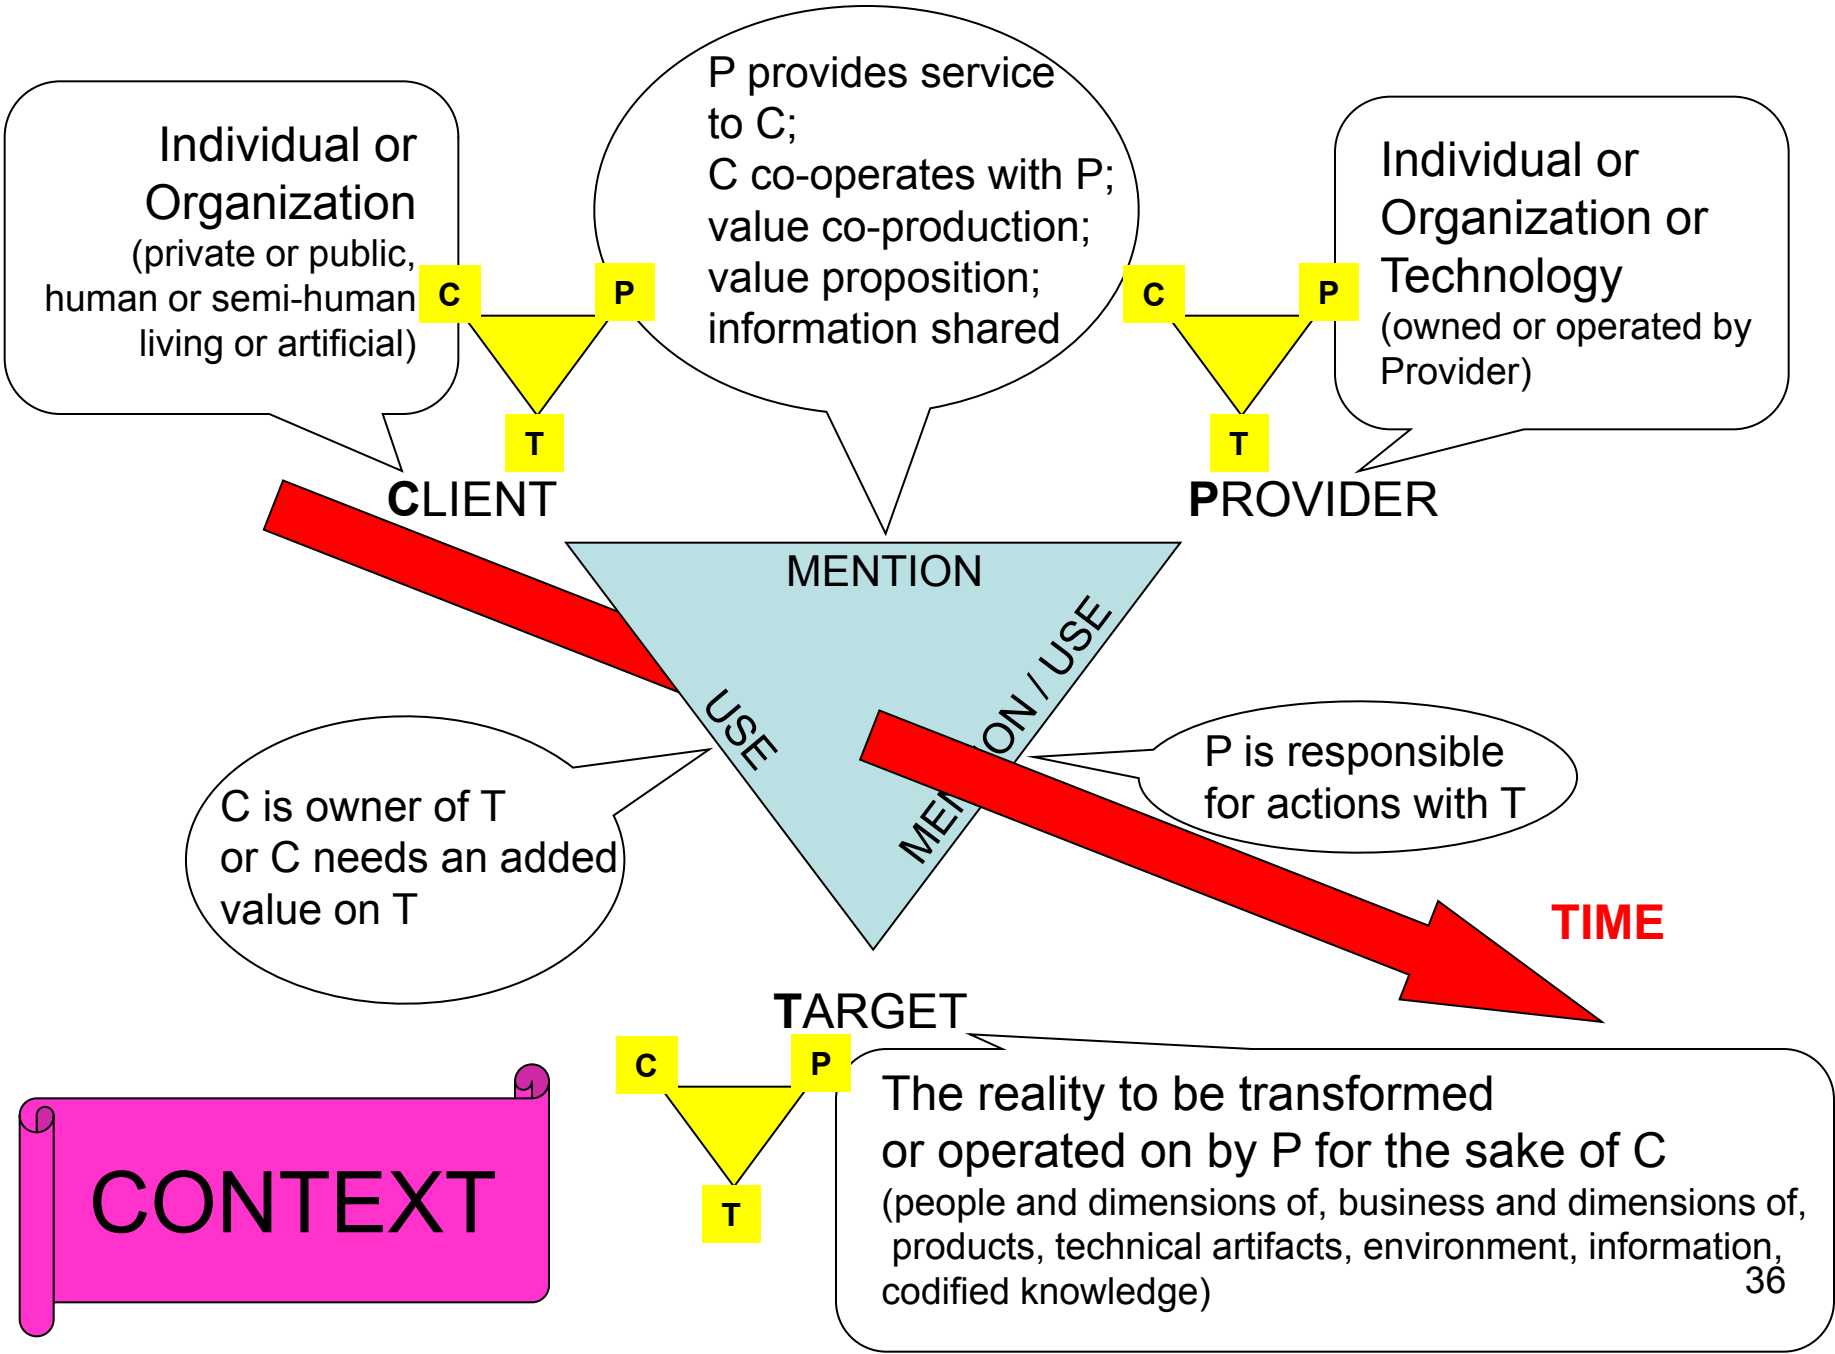 P provides service
to C;
C co-operates with P;
value co-production;
value proposition;
information shared
Individual or
Organization
(private or public,
human or semi-human
living or artificial)
Individual or
Organization or
Technology
(owned or operated by
Provider)
C
P
T
C
P
T
CLIENT
PROVIDER
MENTION
USE
MENTION / USE
C is owner of T
or C needs an added
value on T
P is responsible
for actions with T
TIME
TARGET
C
P
T
The reality to be transformed
or operated on by P for the sake of C
(people and dimensions of, business and dimensions of,
products, technical artifacts, environment, information,
codified knowledge)
36
CONTEXT